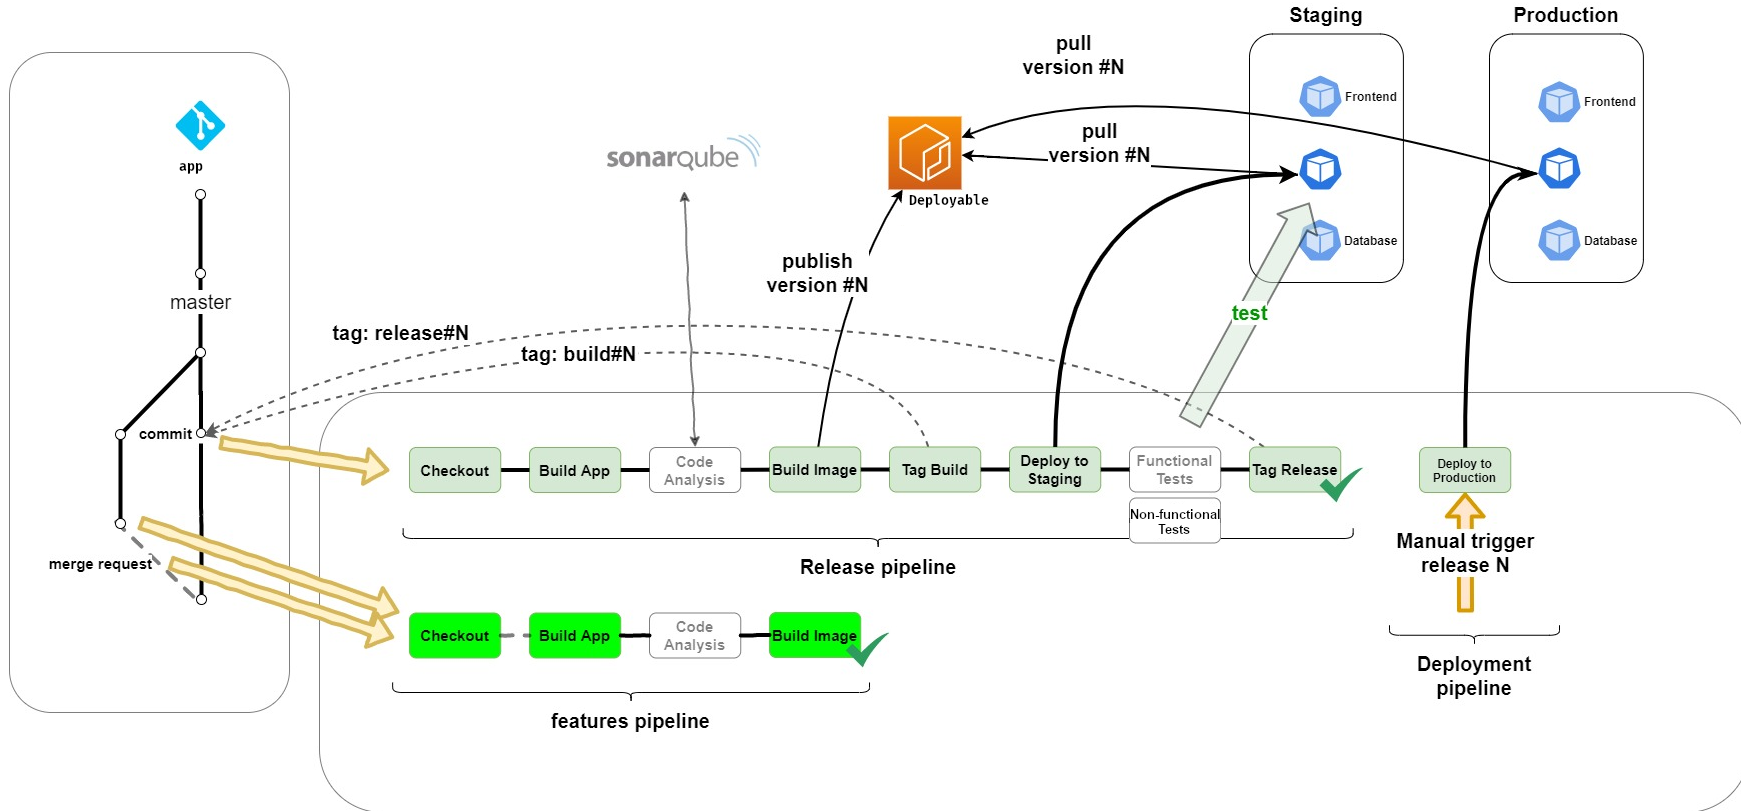 Staging
Production
pull
version #N
Frontend
Frontend
app
sonarqube
pull
version #N
Deployable
Database
Database
publish
version #N
master
test
tag: release#N
tag: build#N
commit
Checkout
Build App
Code
Analysis
Build Image
Tag Build
Deploy to
Staging
Functional
Tests
Tag Release
Deploy to
Production
Non-functional
Tests
Manual trigger
release N
merge request
Release pipeline
Checkout
Build App
Code
Analysis
Build Image
Deployment
pipeline
features pipeline